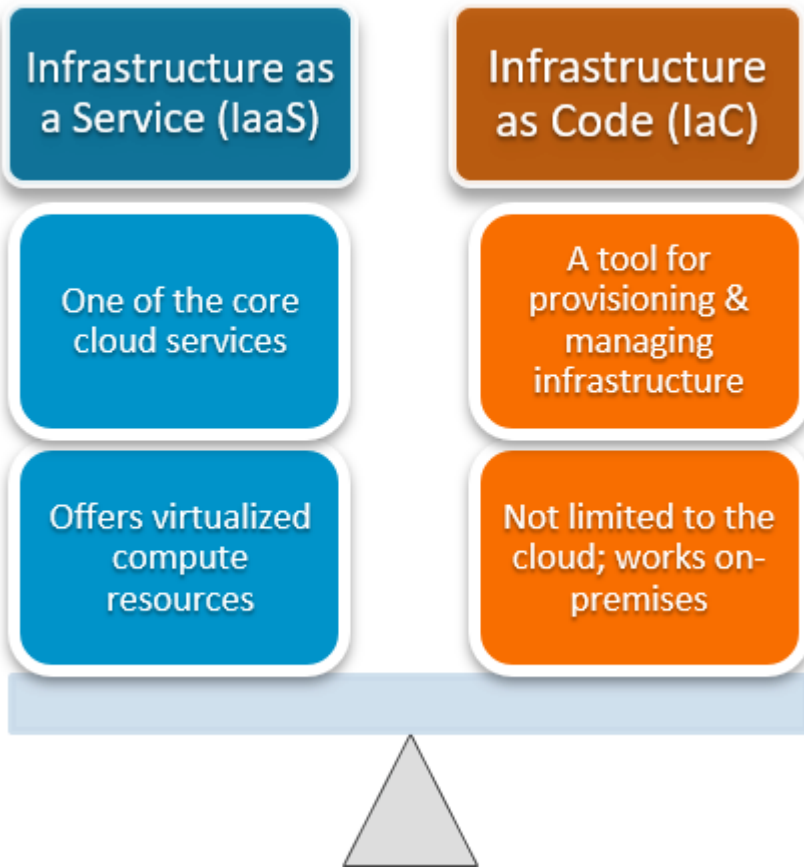 Infrastructure as
a Service (IaaS)
One of the core
cloud services
Offers virtualized
compute
resources
Infrastructure
as Code (IaC)
A tool for
provisioning &
managing
infrastructure
Not limited to the
cloud; works on-
premises